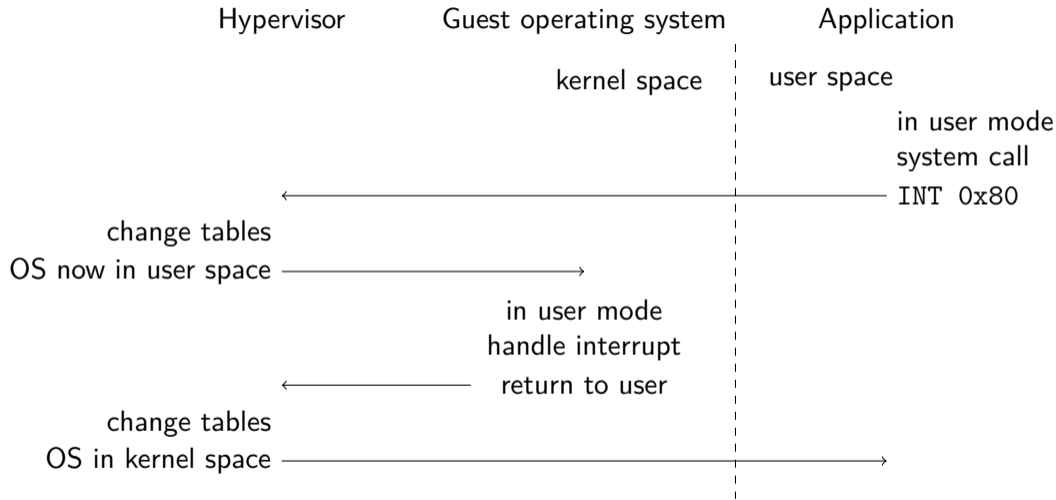 Hypervisor Guest operating system Application
kernel space user space
in user mode
system call
INT 0x80
change tables
OS now in user space
in user mode
handle interrupt
return to user
change tables
OS in kernel space